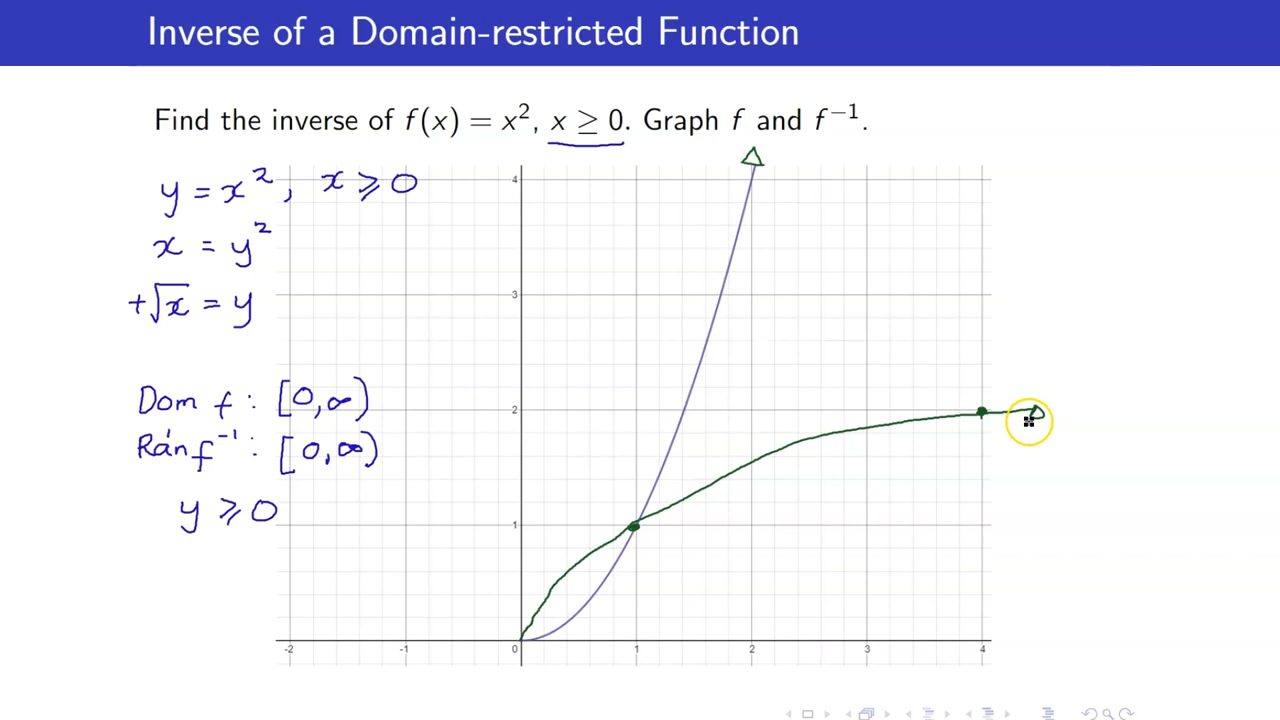 Inverse of a Domain-restricted Function
Find the inverse of f(x) = x², x ≥ 0. Graph f and f⁻¹.
y = x², x ⩾ 0
x = y²
+√x = y
Dom f : [0,∞)
Ran f⁻¹ : [0,∞)
y ⩾ 0
4
3
2
1
-2 -1 0 1 2 3 4